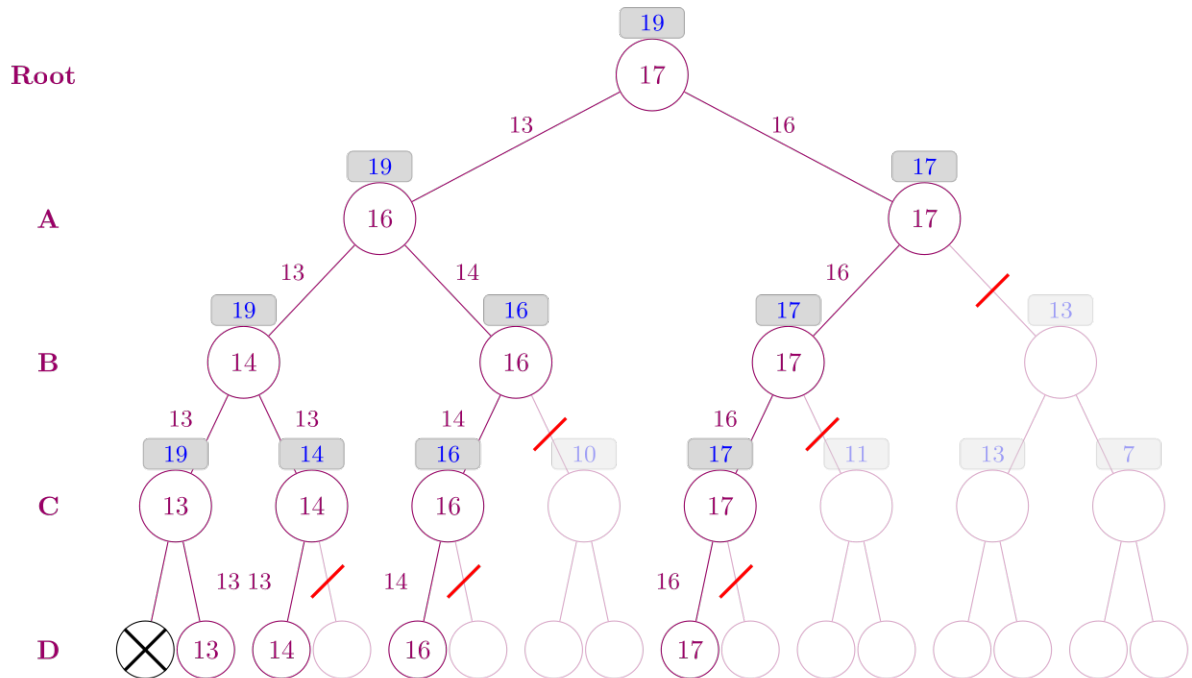 19
Root 17
13 16
19 17
A 16 17
13 14 16
19 16 17 13
B 14 16 17
13 13 14 16
19 14 16 10 17 11 13 7
C 13 14 16 17
13 13 14 16
D 13 14 16 17